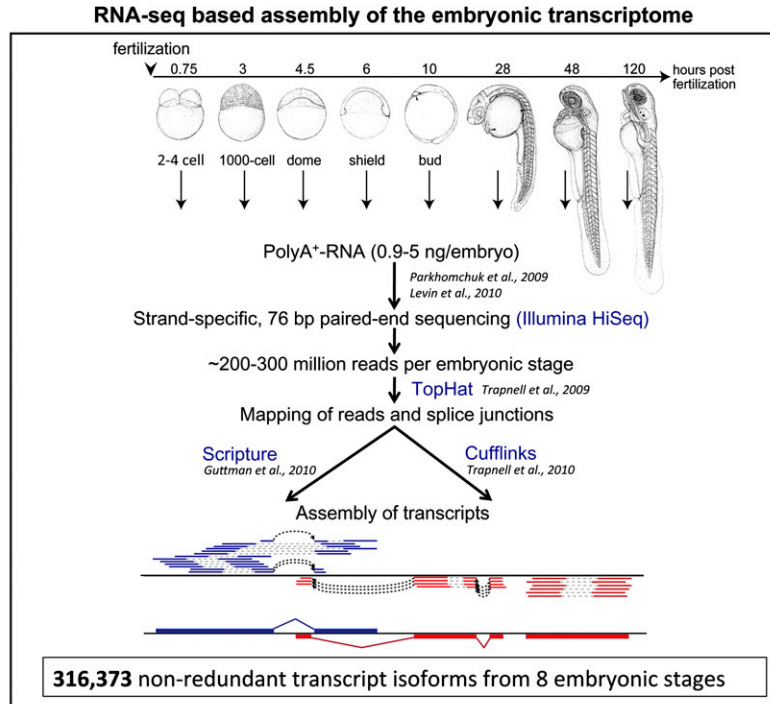 RNA-seq based assembly of the embryonic transcriptome
fertilization
0.75 3 4.5 6 10 28 48 120 hours post
fertilization
2-4 cell 1000-cell dome shield bud
PolyA⁺-RNA (0.9-5 ng/embryo)
Parkhomchuk et al., 2009
Levin et al., 2010
Strand-specific, 76 bp paired-end sequencing (Illumina HiSeq)
~200-300 million reads per embryonic stage
TopHat Trapnell et al., 2009
Mapping of reads and splice junctions
Scripture Cufflinks
Guttman et al., 2010 Trapnell et al., 2010
Assembly of transcripts
316,373 non-redundant transcript isoforms from 8 embryonic stages